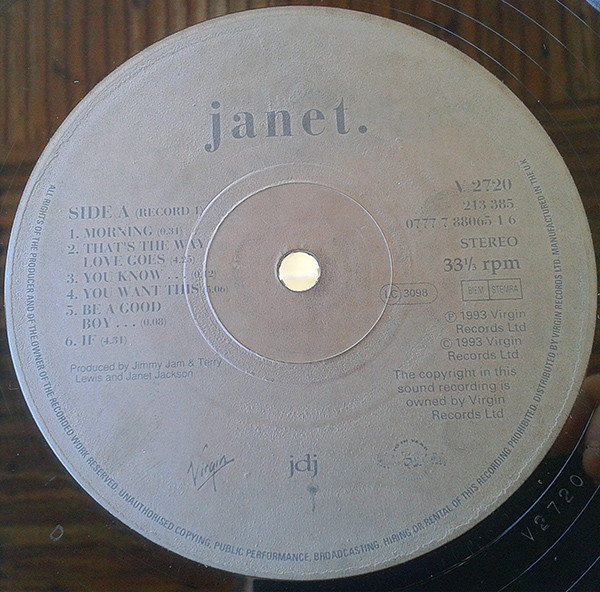 janet.
SIDE A (RECORD 1
1. MORNING (0.31)
2. THAT'S THE WAY
LOVE GOES (4.25)
3. YOU KNOW . . .
4. YOU WANT THIS (5.06)
5. BE A GOOD
BOY . . . (0.08)
6. IF (4.31)
Produced by Jimmy Jam & Terry
Lewis and Janet Jackson
V 2720
213 385
0777 7 88065 1 6
STEREO
33⅓ rpm
LC 3098
BIEM STEMRA
℗ 1993 Virgin
Records Ltd
© 1993 Virgin
Records Ltd
The copyright in this
sound recording is
owned by Virgin
Records Ltd
Virgin
jdj
ALL RIGHTS OF THE PRODUCER AND OF THE OWNER OF THE RECORDED WORK RESERVED. UNAUTHORISED COPYING, PUBLIC PERFORMANCE, BROADCASTING, HIRING OR RENTAL OF THIS RECORDING PROHIBITED. DISTRIBUTED BY VIRGIN RECORDS LTD. MANUFACTURED IN THE U.K.
V2720